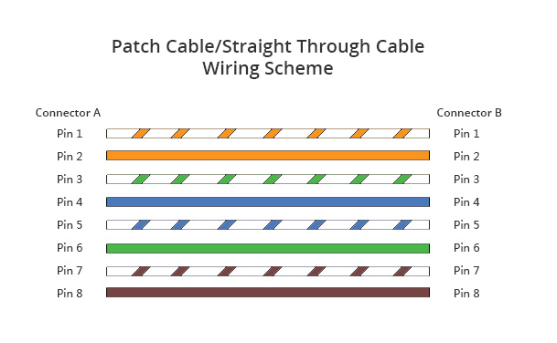 Patch Cable/Straight Through Cable
Wiring Scheme
Connector A Connector B
Pin 1 Pin 1
Pin 2 Pin 2
Pin 3 Pin 3
Pin 4 Pin 4
Pin 5 Pin 5
Pin 6 Pin 6
Pin 7 Pin 7
Pin 8 Pin 8